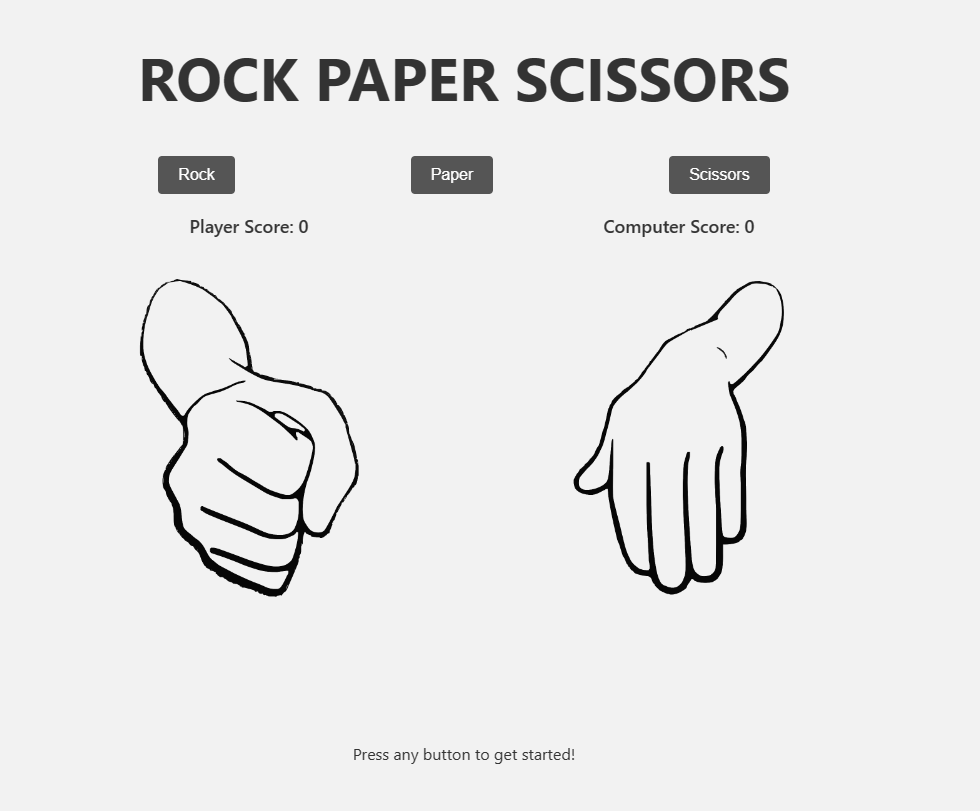 ROCK PAPER SCISSORS
Rock
Paper
Scissors
Player Score: 0
Computer Score: 0
Press any button to get started!